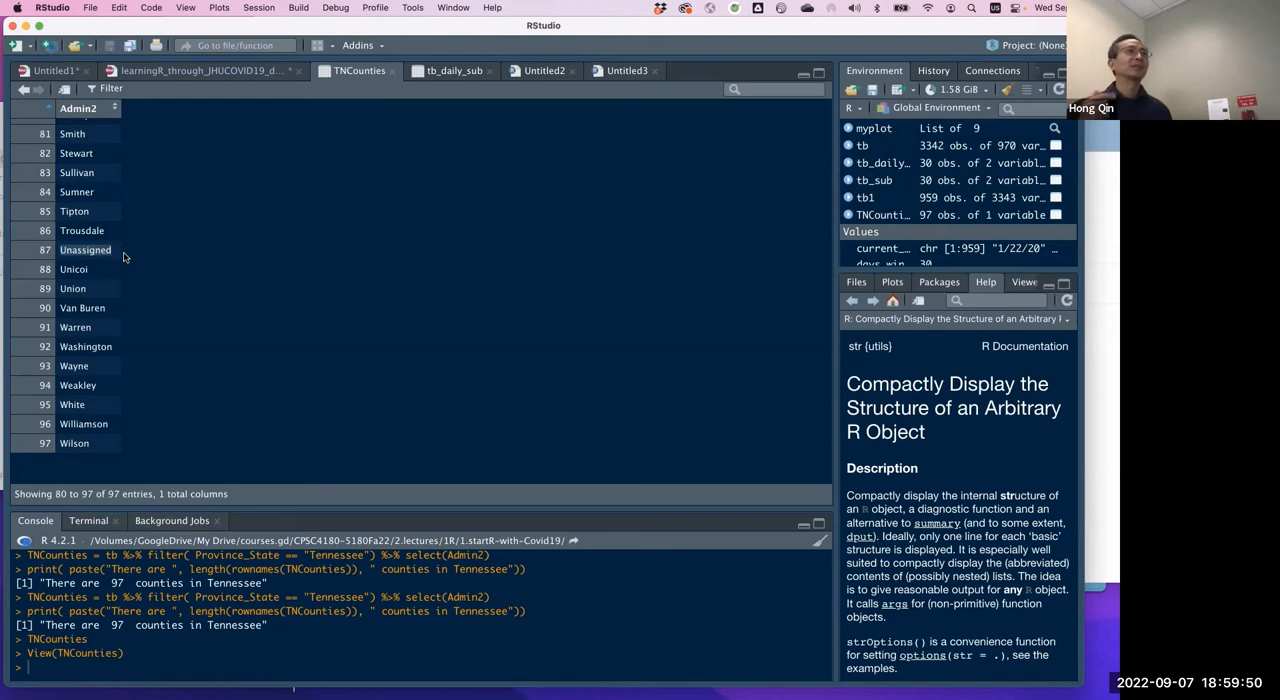 RStudio File Edit Code View Plots Session Build Debug Profile Tools Window Help
Wed Sep
RStudio
Go to file/function
Addins
Project: (None)
Untitled1*
learningR_through_JHUCOVID19_d... *
TNCounties
tb_daily_sub
Untitled2
Untitled3
Filter
Admin2
81 Smith
82 Stewart
83 Sullivan
84 Sumner
85 Tipton
86 Trousdale
87 Unassigned
88 Unicoi
89 Union
90 Van Buren
91 Warren
92 Washington
93 Wayne
94 Weakley
95 White
96 Williamson
97 Wilson
Showing 80 to 97 of 97 entries, 1 total columns
Console Terminal Background Jobs
R 4.2.1 · /Volumes/GoogleDrive/My Drive/courses.gd/CPSC4180-5180Fa22/2.lectures/1R/1.startR-with-Covid19/
> TNCounties = tb %>% filter( Province_State == "Tennessee") %>% select(Admin2)
> print( paste("There are ", length(rownames(TNCounties)), " counties in Tennessee"))
[1] "There are  97  counties in Tennessee"
> TNCounties = tb %>% filter( Province_State == "Tennessee") %>% select(Admin2)
> print( paste("There are ", length(rownames(TNCounties)), " counties in Tennessee"))
[1] "There are  97  counties in Tennessee"
> TNCounties
> View(TNCounties)
>
Environment History Connections
1.58 GiB
R Global Environment
myplot List of 9
tb 3342 obs. of 970 var…
tb_daily… 30 obs. of 2 variabl…
tb_sub 30 obs. of 2 variabl…
tb1 959 obs. of 3343 var…
TNCounti… 97 obs. of 1 variable
Values
current_… chr [1:959] "1/22/20" …
days_win 30
Files Plots Packages Help Viewe
R: Compactly Display the Structure of an Arbitrary
str {utils} R Documentation
Compactly Display the
Structure of an Arbitrary
R Object
Description
Compactly display the internal structure of
an R object, a diagnostic function and an
alternative to summary (and to some extent,
dput). Ideally, only one line for each 'basic'
structure is displayed. It is especially well
suited to compactly display the (abbreviated)
contents of (possibly nested) lists. The idea
is to give reasonable output for any R object.
It calls args for (non-primitive) function
objects.
strOptions() is a convenience function
for setting options(str = .), see the
examples.
Hong Qin
2022-09-07 18:59:50